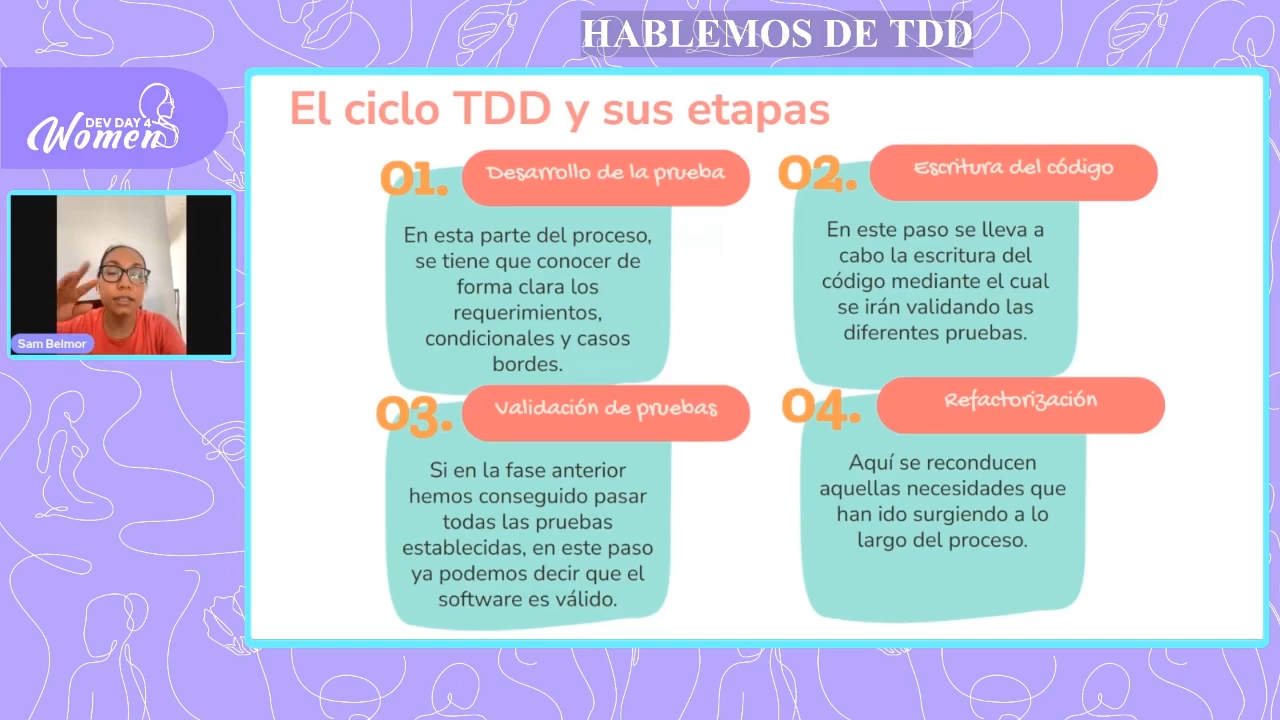 HABLEMOS DE TDD
DEV DAY 4
Women
Sam Belmor
El ciclo TDD y sus etapas
01.
Desarrollo de la prueba
En esta parte del proceso,
se tiene que conocer de
forma clara los
requerimientos,
condicionales y casos
bordes.
02.
Escritura del código
En este paso se lleva a
cabo la escritura del
código mediante el cual
se irán validando las
diferentes pruebas.
03.
Validación de pruebas
Si en la fase anterior
hemos conseguido pasar
todas las pruebas
establecidas, en este paso
ya podemos decir que el
software es válido.
04.
Refactorización
Aquí se reconducen
aquellas necesidades que
han ido surgiendo a lo
largo del proceso.